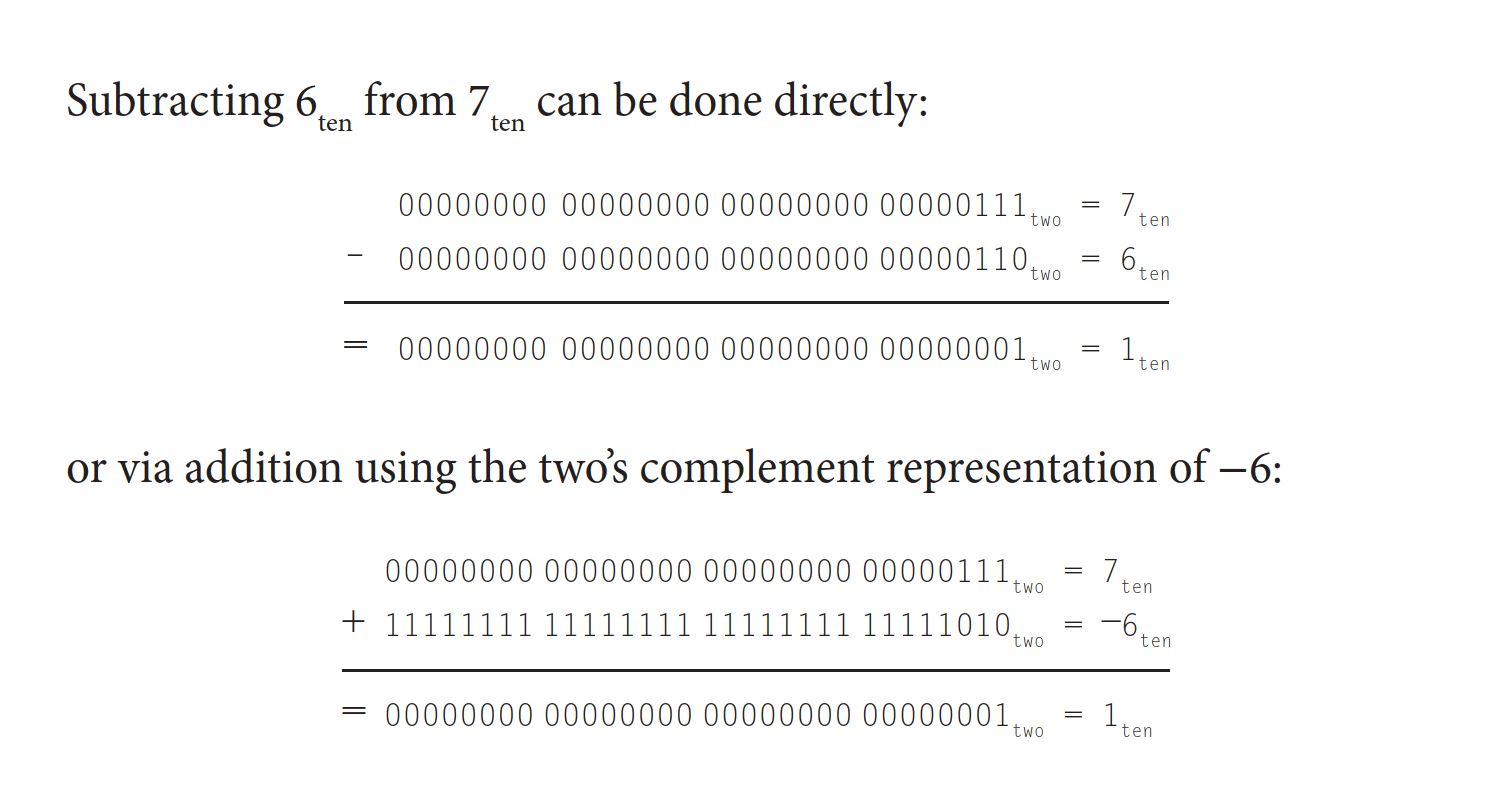 Subtracting 6ten from 7ten can be done directly:
00000000 00000000 00000000 00000111two = 7ten
– 00000000 00000000 00000000 00000110two = 6ten
= 00000000 00000000 00000000 00000001two = 1ten
or via addition using the two’s complement representation of −6:
00000000 00000000 00000000 00000111two = 7ten
+ 11111111 11111111 11111111 11111010two = −6ten
= 00000000 00000000 00000000 00000001two = 1ten